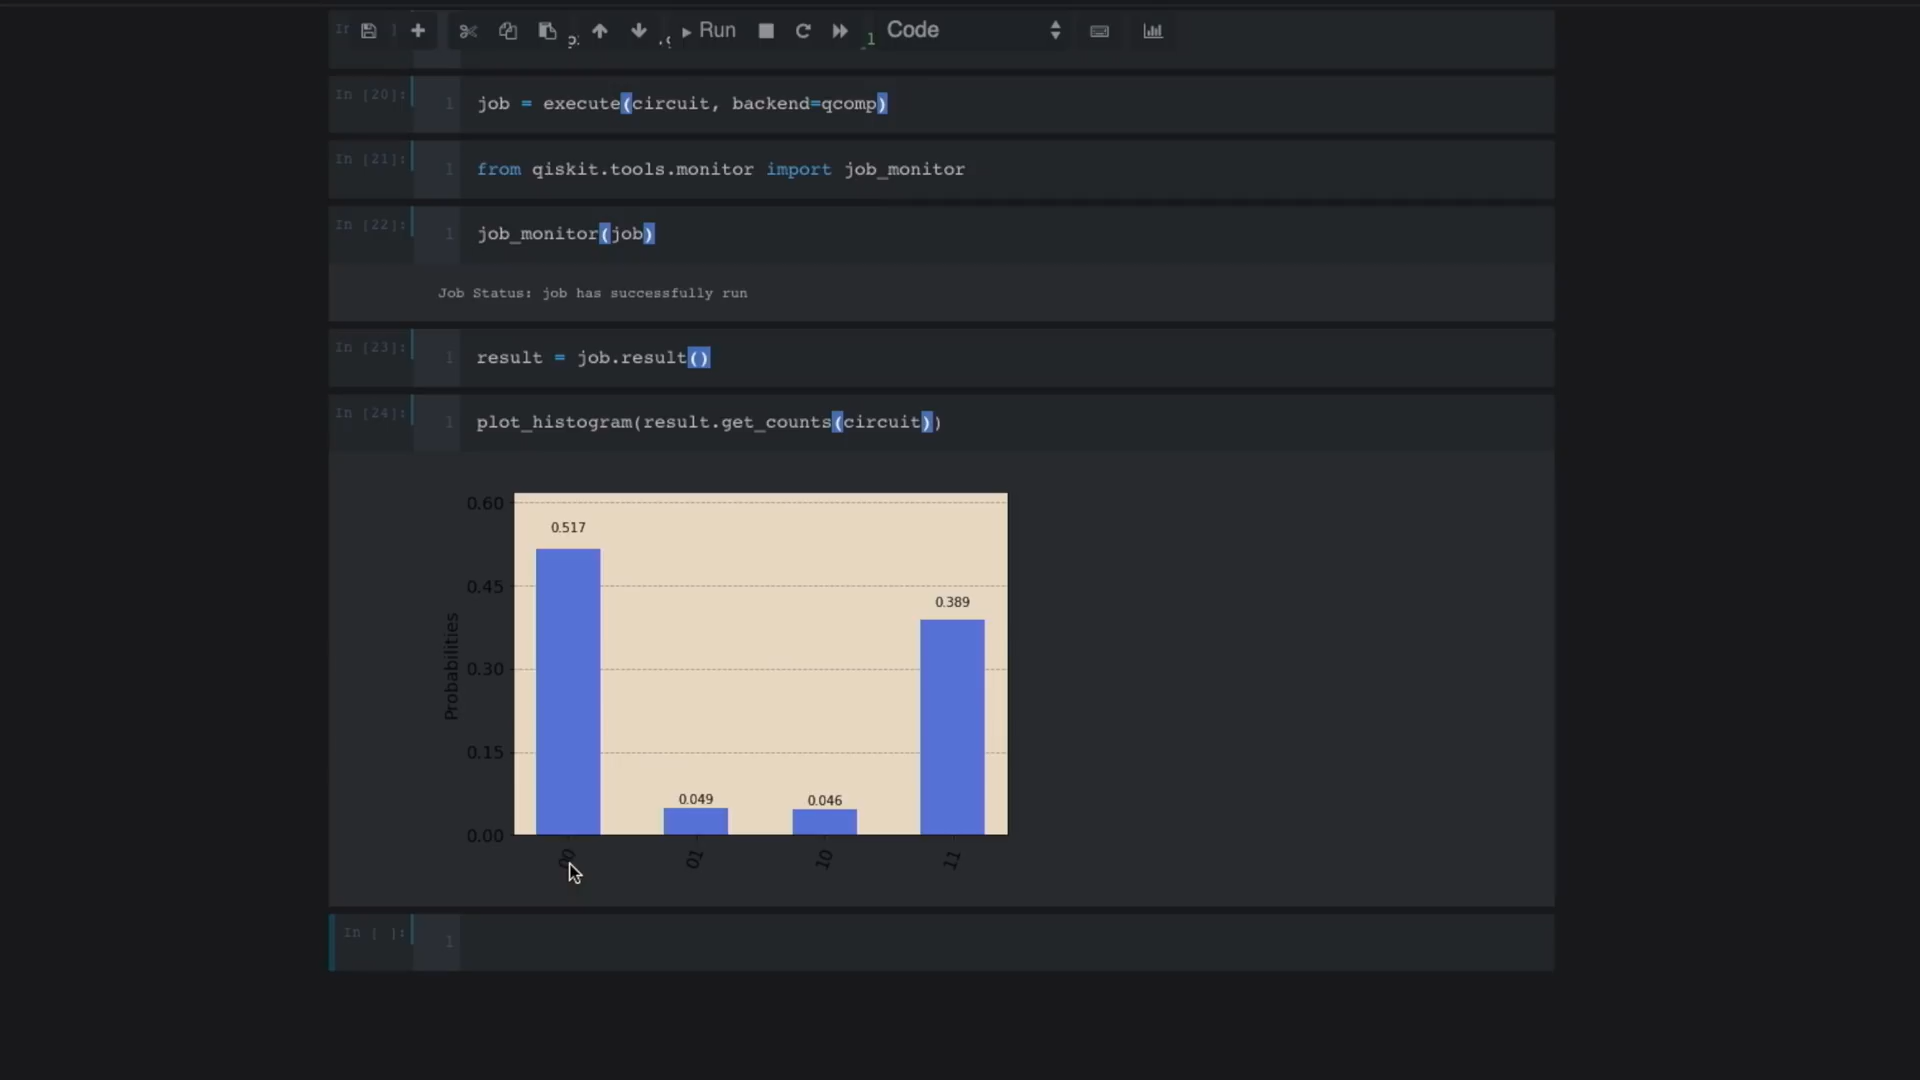 Run Code
In [20]: 1 job = execute(circuit, backend=qcomp)
In [21]: 1 from qiskit.tools.monitor import job_monitor
In [22]: 1 job_monitor(job)
Job Status: job has successfully run
In [23]: 1 result = job.result()
In [24]: 1 plot_histogram(result.get_counts(circuit))
Probabilities
0.60
0.45
0.30
0.15
0.00
0.517
0.049
0.046
0.389
00 01 10 11
In [ ]: 1